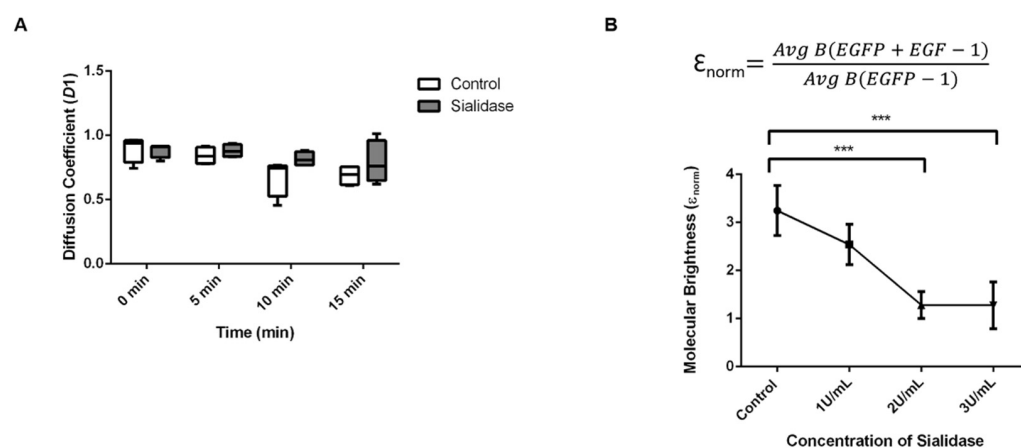 A
Diffusion Coefficient (D1)
1.5
1.0
0.5
0.0
Control
Sialidase
0 min
5 min
10 min
15 min
Time (min)
B
εnorm= Avg B(EGFP + EGF − 1)
Avg B(EGFP − 1)
***
***
Molecular Brightness (εnorm)
4
3
2
1
0
Control
1U/mL
2U/mL
3U/mL
Concentration of Sialidase